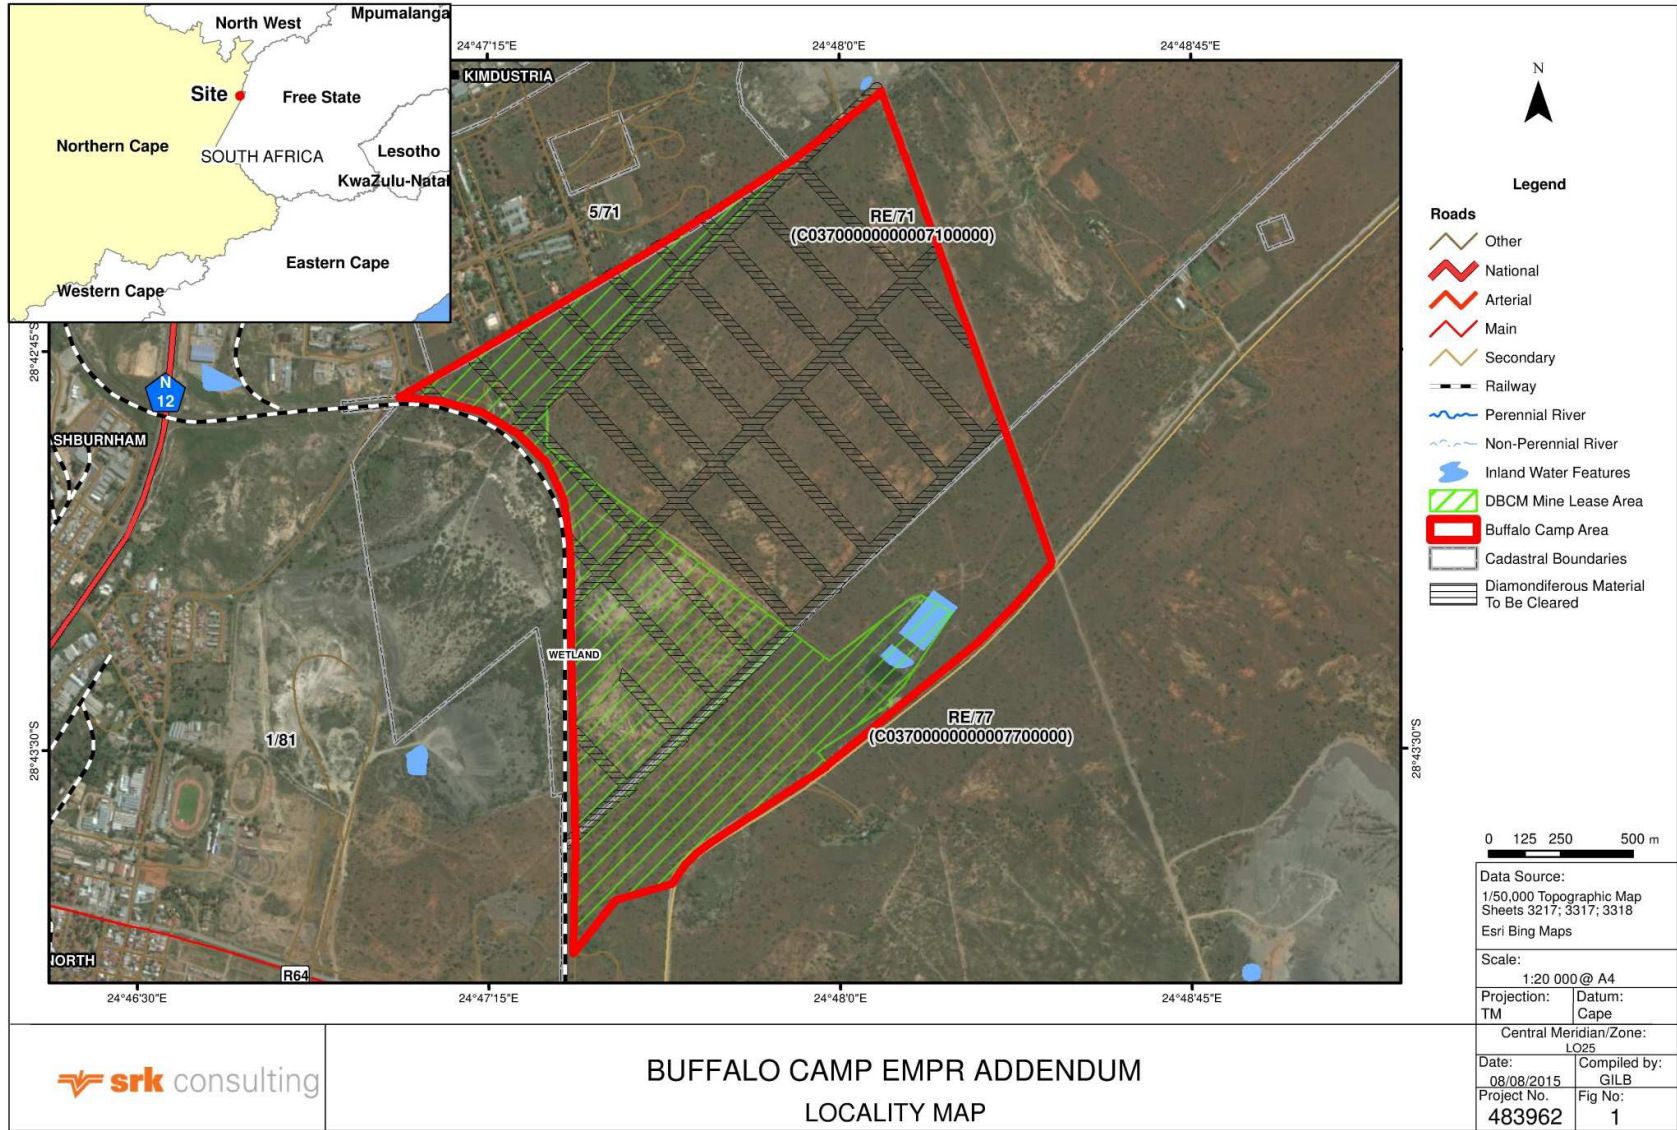 North West
Mpumalanga
Site
Free State
Northern Cape
SOUTH AFRICA
Lesotho
KwaZulu-Natal
Eastern Cape
Western Cape
24°47'15"E
24°48'0"E
24°48'45"E
KIMDUSTRIA
5/71
RE/71
(C03700000000007100000)
28°42'45"S
N
12
ASHBURNHAM
WETLAND
1/81
RE/77
(C03700000000007700000)
28°43'30"S
28°43'30"S
NORTH
R64
24°46'30"E
24°47'15"E
24°48'0"E
24°48'45"E
N
Legend
Roads
Other
National
Arterial
Main
Secondary
Railway
Perennial River
Non-Perennial River
Inland Water Features
DBCM Mine Lease Area
Buffalo Camp Area
Cadastral Boundaries
Diamondiferous Material
To Be Cleared
0 125 250 500 m
Data Source:
1/50,000 Topographic Map
Sheets 3217; 3317; 3318
Esri Bing Maps
Scale:
1:20 000 @ A4
Projection: Datum:
TM Cape
Central Meridian/Zone:
LO25
Date: Compiled by:
08/08/2015 GILB
Project No. Fig No:
483962 1
srk consulting
BUFFALO CAMP EMPR ADDENDUM
LOCALITY MAP